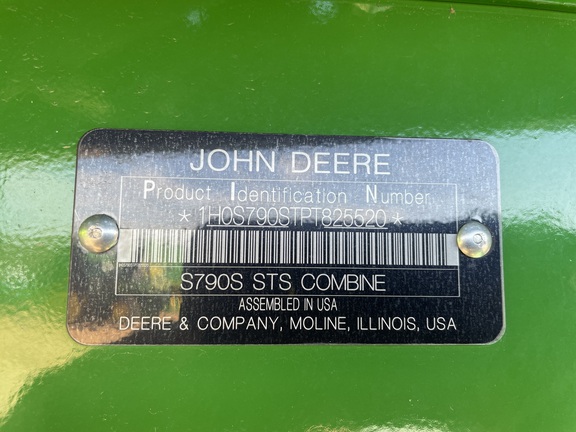 JOHN DEERE
Product Identification Number
*1H0S790STPT825520*
S790S STS COMBINE
ASSEMBLED IN USA
DEERE & COMPANY, MOLINE, ILLINOIS, USA